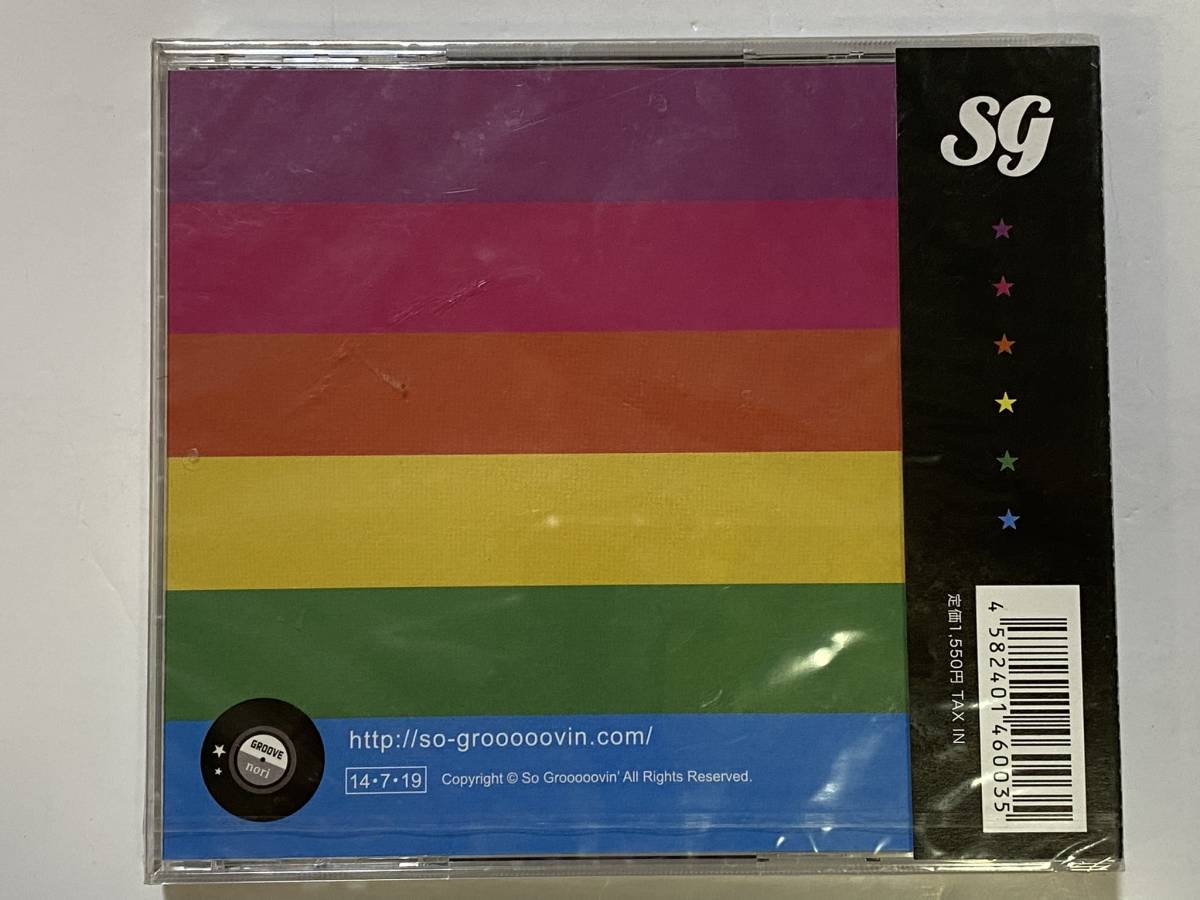 SG
定価1,550円 TAX IN
4 582401 460035
GROOVE
nori
http://so-grooooovin.com/
14・7・19
Copyright © So Grooooovin' All Rights Reserved.